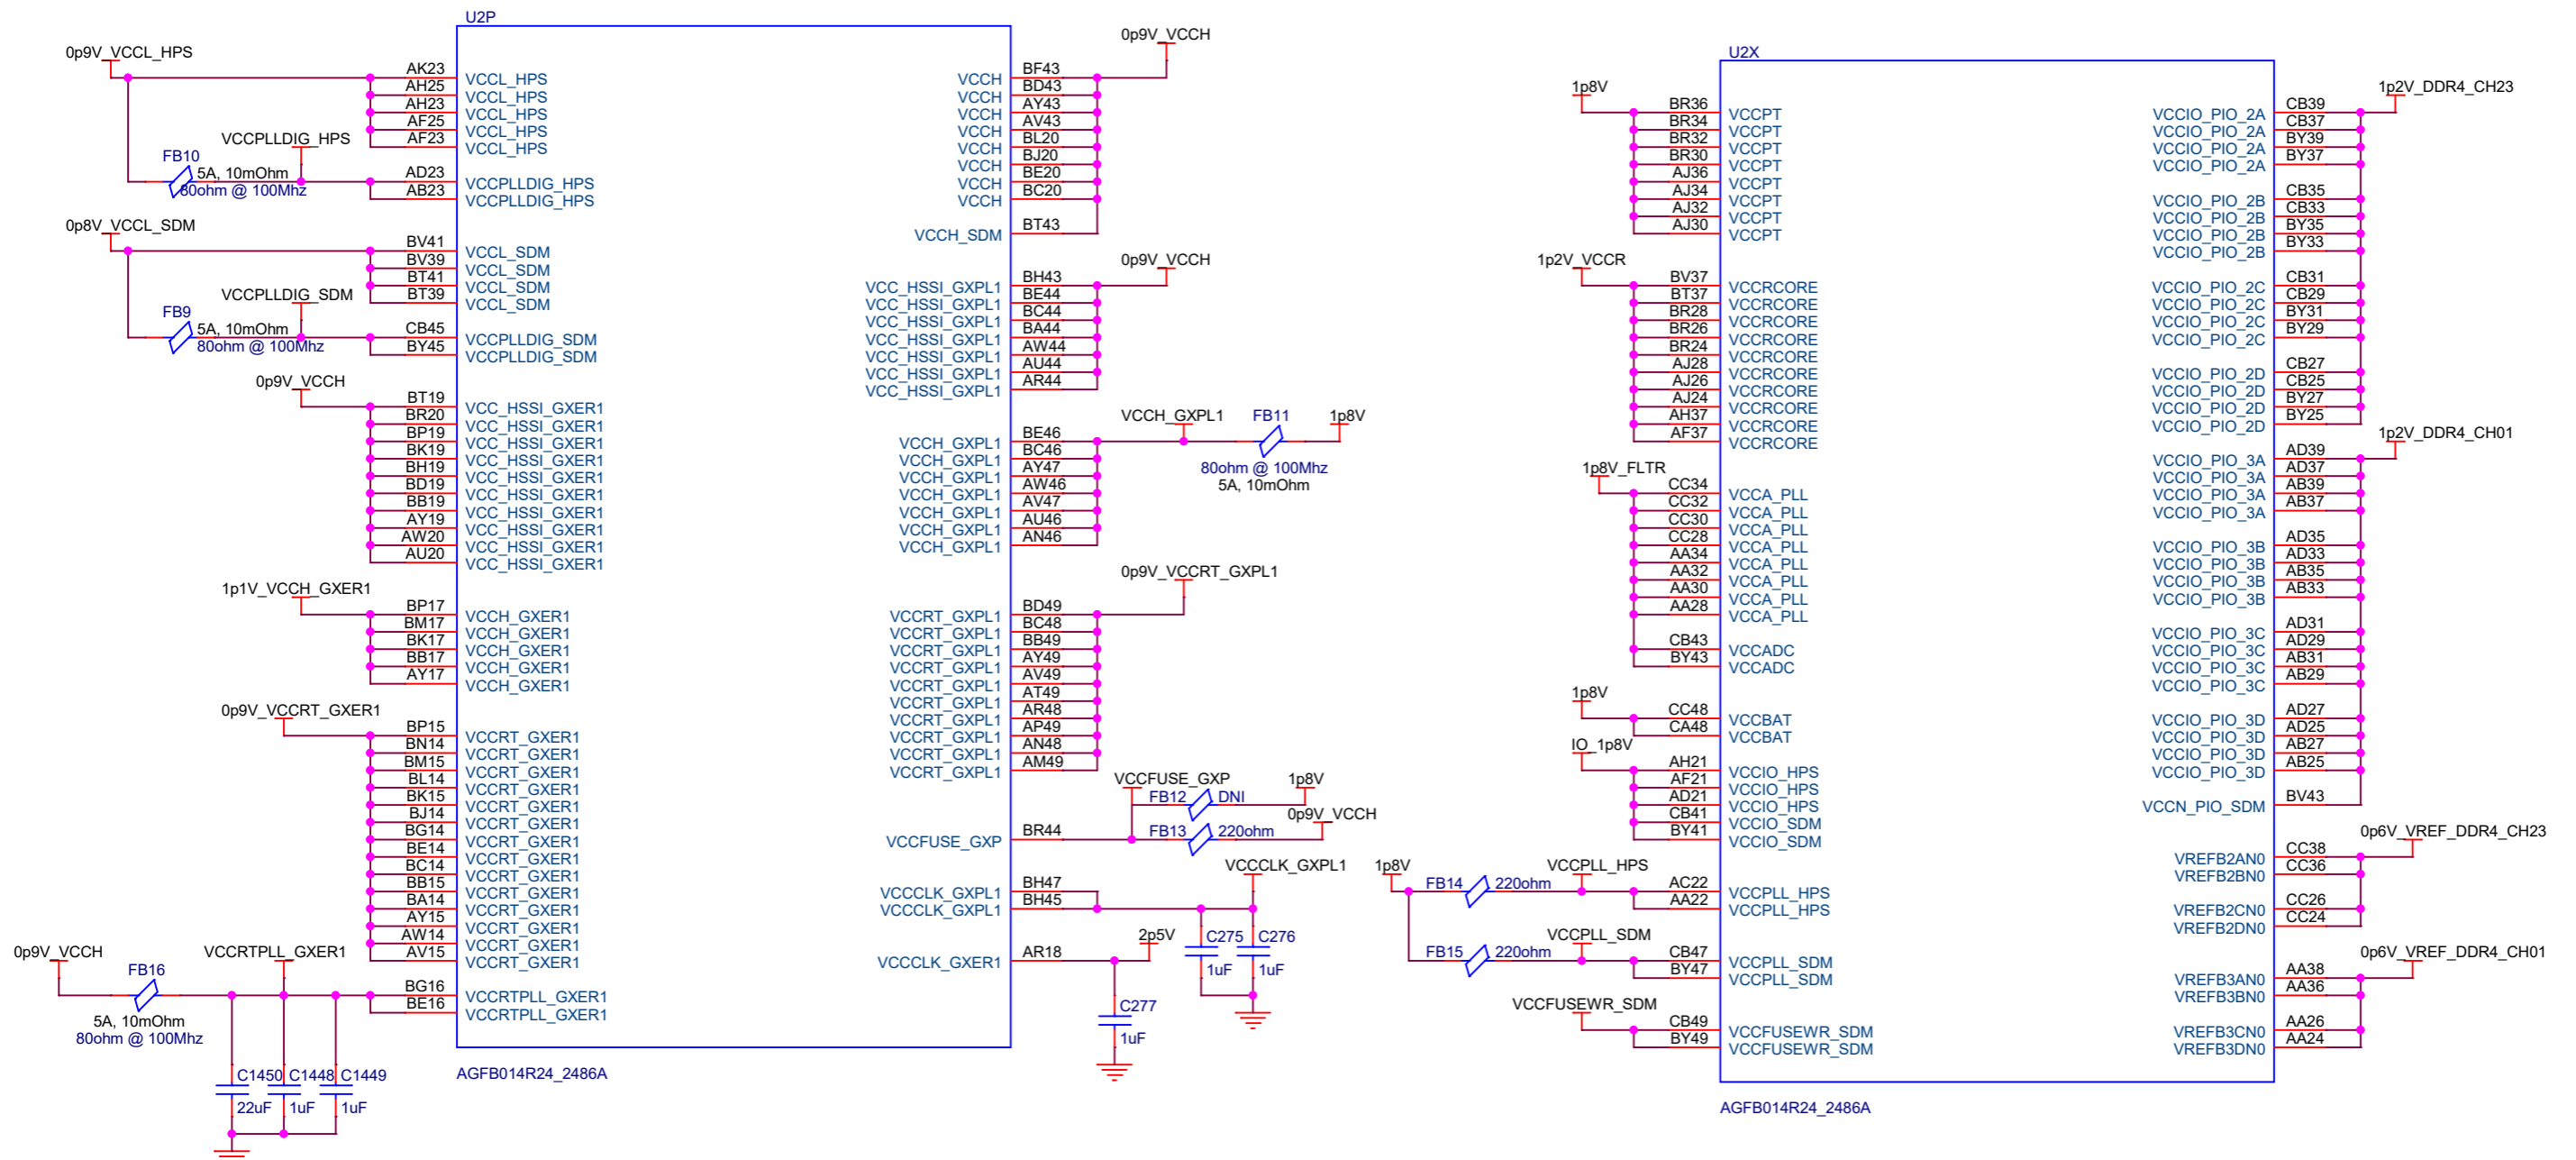 U2P
0p9V_VCCL_HPS
AK23 VCCL_HPS
AH25 VCCL_HPS
AH23 VCCL_HPS
AF25 VCCL_HPS
AF23 VCCL_HPS
VCCPLLDIG_HPS
FB10
5A, 10mOhm
80ohm @ 100Mhz
AD23 VCCPLLDIG_HPS
AB23 VCCPLLDIG_HPS
0p8V_VCCL_SDM
BV41 VCCL_SDM
BV39 VCCL_SDM
BT41 VCCL_SDM
BT39 VCCL_SDM
VCCPLLDIG_SDM
FB9
5A, 10mOhm
80ohm @ 100Mhz
CB45 VCCPLLDIG_SDM
BY45 VCCPLLDIG_SDM
0p9V_VCCH
BT19 VCC_HSSI_GXER1
BR20 VCC_HSSI_GXER1
BP19 VCC_HSSI_GXER1
BK19 VCC_HSSI_GXER1
BH19 VCC_HSSI_GXER1
BD19 VCC_HSSI_GXER1
BB19 VCC_HSSI_GXER1
AY19 VCC_HSSI_GXER1
AW20 VCC_HSSI_GXER1
AU20 VCC_HSSI_GXER1
1p1V_VCCH_GXER1
BP17 VCCH_GXER1
BM17 VCCH_GXER1
BK17 VCCH_GXER1
BB17 VCCH_GXER1
AY17 VCCH_GXER1
0p9V_VCCRT_GXER1
BP15 VCCRT_GXER1
BN14 VCCRT_GXER1
BM15 VCCRT_GXER1
BL14 VCCRT_GXER1
BK15 VCCRT_GXER1
BJ14 VCCRT_GXER1
BG14 VCCRT_GXER1
BE14 VCCRT_GXER1
BC14 VCCRT_GXER1
BB15 VCCRT_GXER1
BA14 VCCRT_GXER1
AY15 VCCRT_GXER1
AW14 VCCRT_GXER1
AV15 VCCRT_GXER1
0p9V_VCCH
VCCRTPLL_GXER1
FB16
5A, 10mOhm
80ohm @ 100Mhz
BG16 VCCRTPLL_GXER1
BE16 VCCRTPLL_GXER1
C1450 C1448 C1449
22uF 1uF 1uF
AGFB014R24_2486A
0p9V_VCCH
VCCH BF43
VCCH BD43
VCCH AY43
VCCH AV43
VCCH BL20
VCCH BJ20
VCCH BE20
VCCH BC20
VCCH_SDM BT43
0p9V_VCCH
VCC_HSSI_GXPL1 BH43
VCC_HSSI_GXPL1 BE44
VCC_HSSI_GXPL1 BC44
VCC_HSSI_GXPL1 BA44
VCC_HSSI_GXPL1 AW44
VCC_HSSI_GXPL1 AU44
VCC_HSSI_GXPL1 AR44
VCCH_GXPL1 FB11 1p8V
80ohm @ 100Mhz
5A, 10mOhm
VCCH_GXPL1 BE46
VCCH_GXPL1 BC46
VCCH_GXPL1 AY47
VCCH_GXPL1 AW46
VCCH_GXPL1 AV47
VCCH_GXPL1 AU46
VCCH_GXPL1 AN46
0p9V_VCCRT_GXPL1
VCCRT_GXPL1 BD49
VCCRT_GXPL1 BC48
VCCRT_GXPL1 BB49
VCCRT_GXPL1 AY49
VCCRT_GXPL1 AV49
VCCRT_GXPL1 AT49
VCCRT_GXPL1 AR48
VCCRT_GXPL1 AP49
VCCRT_GXPL1 AN48
VCCRT_GXPL1 AM49
VCCFUSE_GXP 1p8V
FB12 DNI
0p9V_VCCH
VCCFUSE_GXP BR44 FB13 220ohm
VCCCLK_GXPL1
VCCCLK_GXPL1 BH47
VCCCLK_GXPL1 BH45
C275 C276
1uF 1uF
2p5V
VCCCLK_GXER1 AR18
C277
1uF
U2X
1p8V
BR36 VCCPT
BR34 VCCPT
BR32 VCCPT
BR30 VCCPT
AJ36 VCCPT
AJ34 VCCPT
AJ32 VCCPT
AJ30 VCCPT
1p2V_VCCR
BV37 VCCRCORE
BT37 VCCRCORE
BR28 VCCRCORE
BR26 VCCRCORE
BR24 VCCRCORE
AJ28 VCCRCORE
AJ26 VCCRCORE
AJ24 VCCRCORE
AH37 VCCRCORE
AF37 VCCRCORE
1p8V_FLTR
CC34 VCCA_PLL
CC32 VCCA_PLL
CC30 VCCA_PLL
CC28 VCCA_PLL
AA34 VCCA_PLL
AA32 VCCA_PLL
AA30 VCCA_PLL
AA28 VCCA_PLL
CB43 VCCADC
BY43 VCCADC
1p8V
CC48 VCCBAT
CA48 VCCBAT
IO_1p8V
AH21 VCCIO_HPS
AF21 VCCIO_HPS
AD21 VCCIO_HPS
CB41 VCCIO_SDM
BY41 VCCIO_SDM
1p8V VCCPLL_HPS
FB14 220ohm
AC22 VCCPLL_HPS
AA22 VCCPLL_HPS
VCCPLL_SDM
FB15 220ohm
CB47 VCCPLL_SDM
BY47 VCCPLL_SDM
VCCFUSEWR_SDM
CB49 VCCFUSEWR_SDM
BY49 VCCFUSEWR_SDM
AGFB014R24_2486A
1p2V_DDR4_CH23
VCCIO_PIO_2A CB39
VCCIO_PIO_2A CB37
VCCIO_PIO_2A BY39
VCCIO_PIO_2A BY37
VCCIO_PIO_2B CB35
VCCIO_PIO_2B CB33
VCCIO_PIO_2B BY35
VCCIO_PIO_2B BY33
VCCIO_PIO_2C CB31
VCCIO_PIO_2C CB29
VCCIO_PIO_2C BY31
VCCIO_PIO_2C BY29
VCCIO_PIO_2D CB27
VCCIO_PIO_2D CB25
VCCIO_PIO_2D BY27
VCCIO_PIO_2D BY25
1p2V_DDR4_CH01
VCCIO_PIO_3A AD39
VCCIO_PIO_3A AD37
VCCIO_PIO_3A AB39
VCCIO_PIO_3A AB37
VCCIO_PIO_3B AD35
VCCIO_PIO_3B AD33
VCCIO_PIO_3B AB35
VCCIO_PIO_3B AB33
VCCIO_PIO_3C AD31
VCCIO_PIO_3C AD29
VCCIO_PIO_3C AB31
VCCIO_PIO_3C AB29
VCCIO_PIO_3D AD27
VCCIO_PIO_3D AD25
VCCIO_PIO_3D AB27
VCCIO_PIO_3D AB25
VCCN_PIO_SDM BV43
0p6V_VREF_DDR4_CH23
VREFB2AN0 CC38
VREFB2BN0 CC36
VREFB2CN0 CC26
VREFB2DN0 CC24
0p6V_VREF_DDR4_CH01
VREFB3AN0 AA38
VREFB3BN0 AA36
VREFB3CN0 AA26
VREFB3DN0 AA24